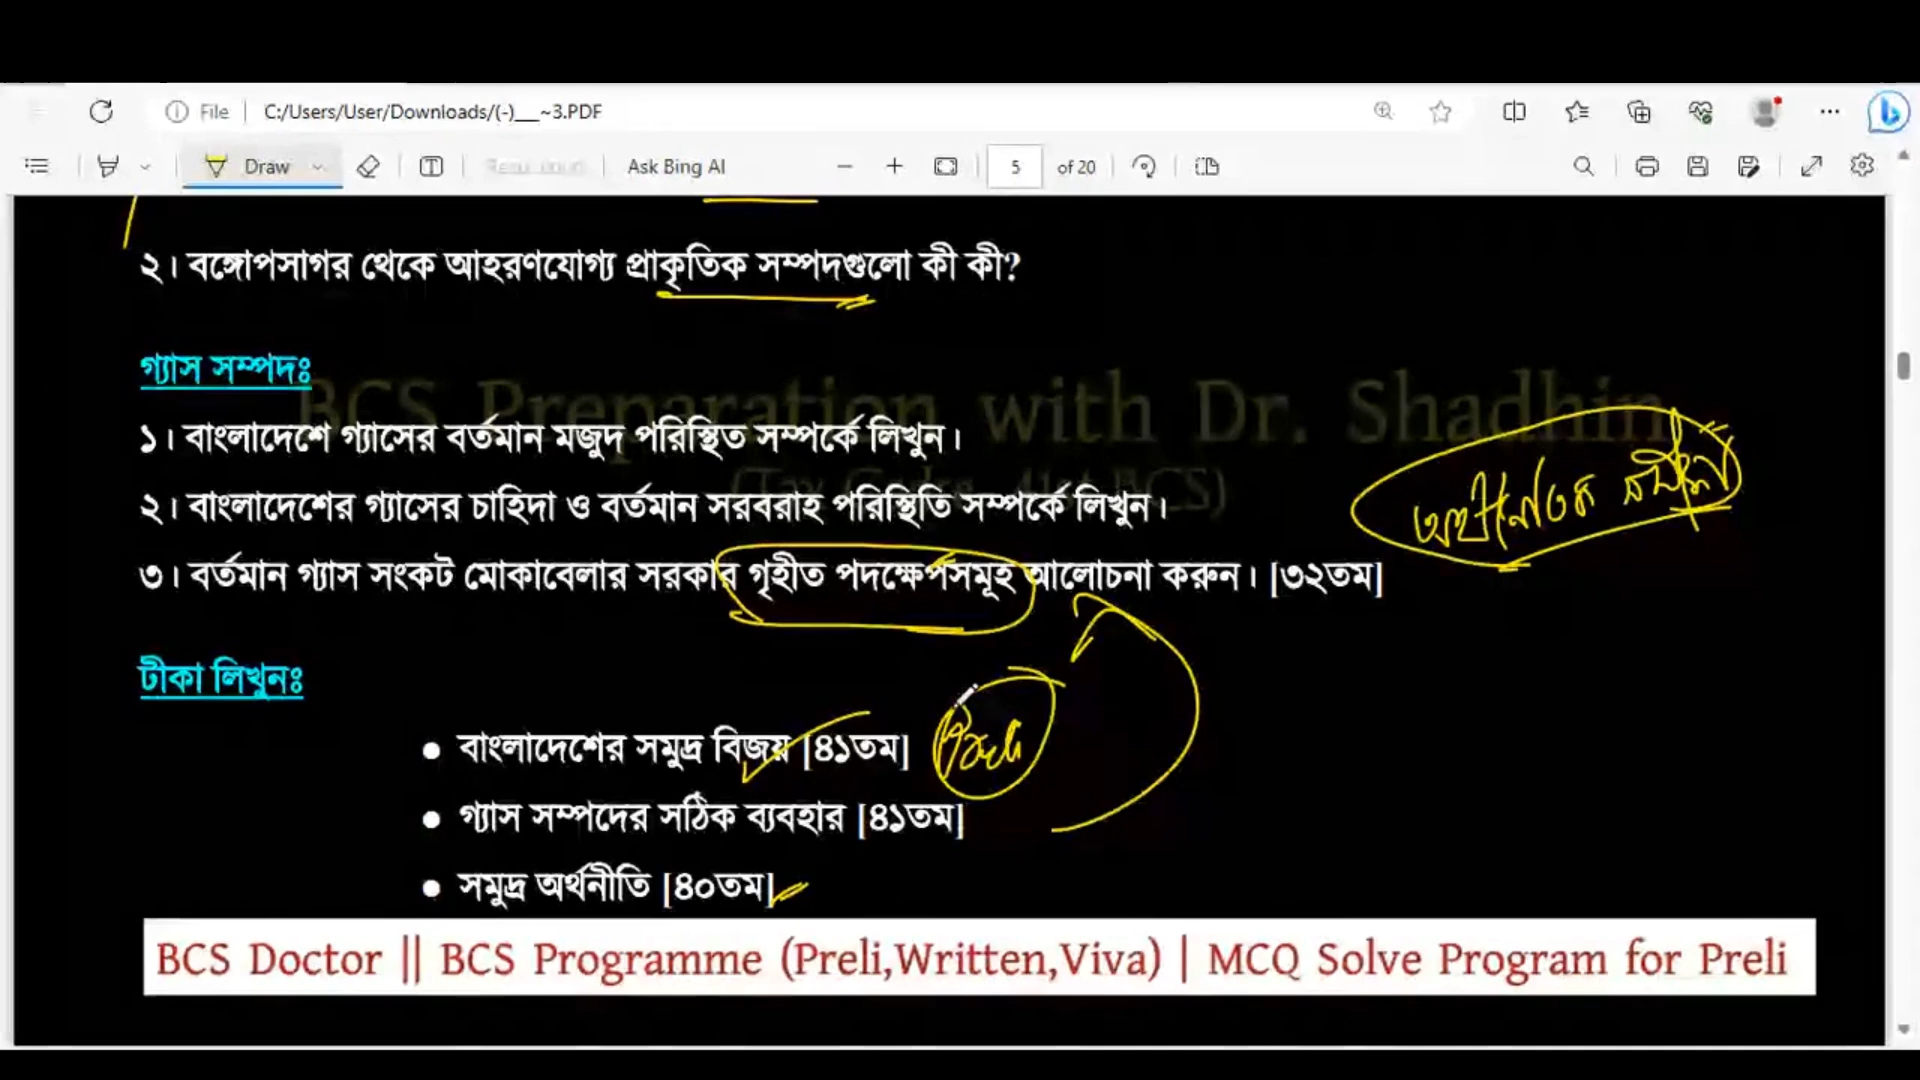 File C:/Users/User/Downloads/(-)___~3.PDF
Draw Ask Bing AI 5 of 20
২। বঙ্গোপসাগর থেকে আহরণযোগ্য প্রাকৃতিক সম্পদগুলো কী কী?
গ্যাস সম্পদঃ
BCS Preparation with Dr. Shadhin
১। বাংলাদেশে গ্যাসের বর্তমান মজুদ পরিস্থিত সম্পর্কে লিখুন।
২। বাংলাদেশের গ্যাসের চাহিদা ও বর্তমান সরবরাহ পরিস্থিতি সম্পর্কে লিখুন।
অর্থনৈতিক সমীক্ষা
৩। বর্তমান গ্যাস সংকট মোকাবেলার সরকার গৃহীত পদক্ষেপসমূহ আলোচনা করুন। [৩২তম]
টীকা লিখুনঃ
● বাংলাদেশের সমুদ্র বিজয় [৪১তম] Preli
● গ্যাস সম্পদের সঠিক ব্যবহার [৪১তম]
● সমুদ্র অর্থনীতি [৪০তম]
BCS Doctor || BCS Programme (Preli,Written,Viva) | MCQ Solve Program for Preli